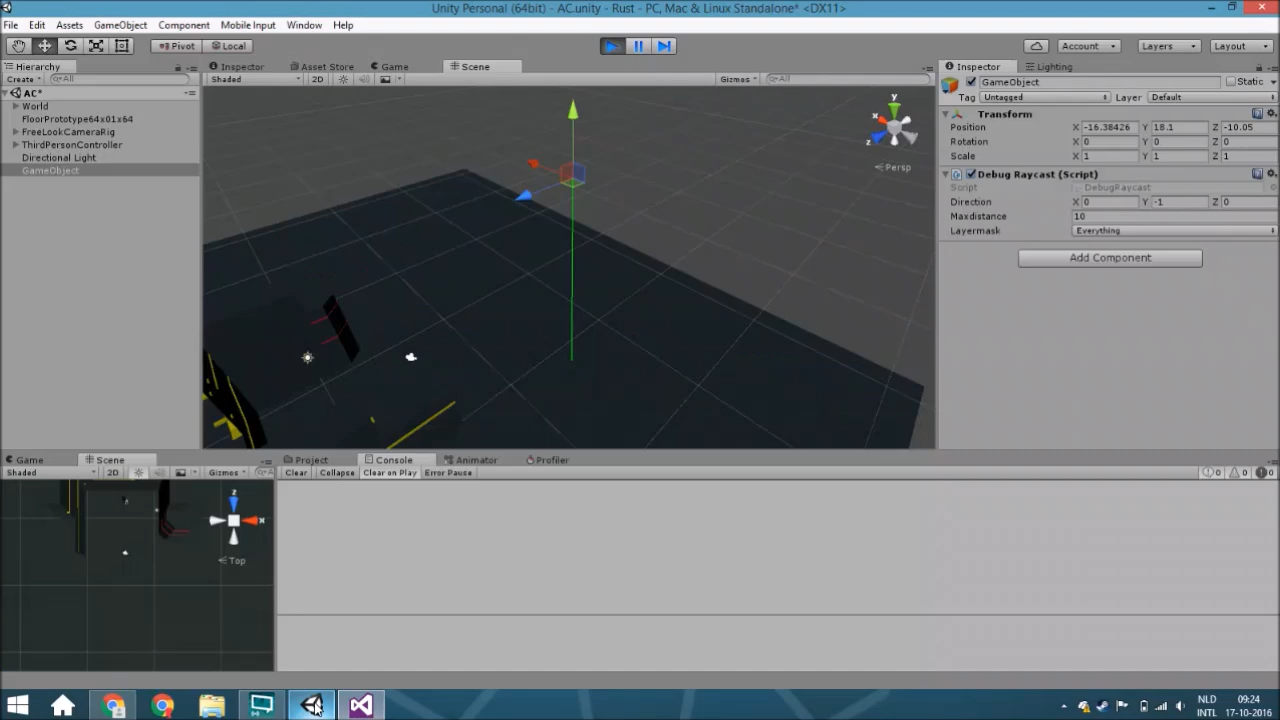 Unity Personal (64bit) - AC.unity - Rust - PC, Mac & Linux Standalone* <DX11>
File Edit Assets GameObject Component Mobile Input Window Help
Pivot Local Account Layers Layout
Hierarchy Inspector Asset Store Game Scene Inspector Lighting
Create All Shaded 2D Gizmos All GameObject Static
AC* Tag Untagged Layer Default
World Transform
FloorPrototype64x01x64 Position X -16.38426 Y 18.1 Z -10.05
FreeLookCameraRig Rotation X 0 Y 0 Z 0
ThirdPersonController Scale X 1 Y 1 Z 1
Directional Light
GameObject
y
x
z
Persp
Debug Raycast (Script)
Script DebugRaycast
Direction X 0 Y -1 Z 0
Maxdistance 10
Layermask Everything
Add Component
Game Scene Project Console Animator Profiler
Shaded 2D Gizmos Clear Collapse Clear on Play Error Pause 0 0 0
z
x
Top
NLD 09:24
INTL 17-10-2016